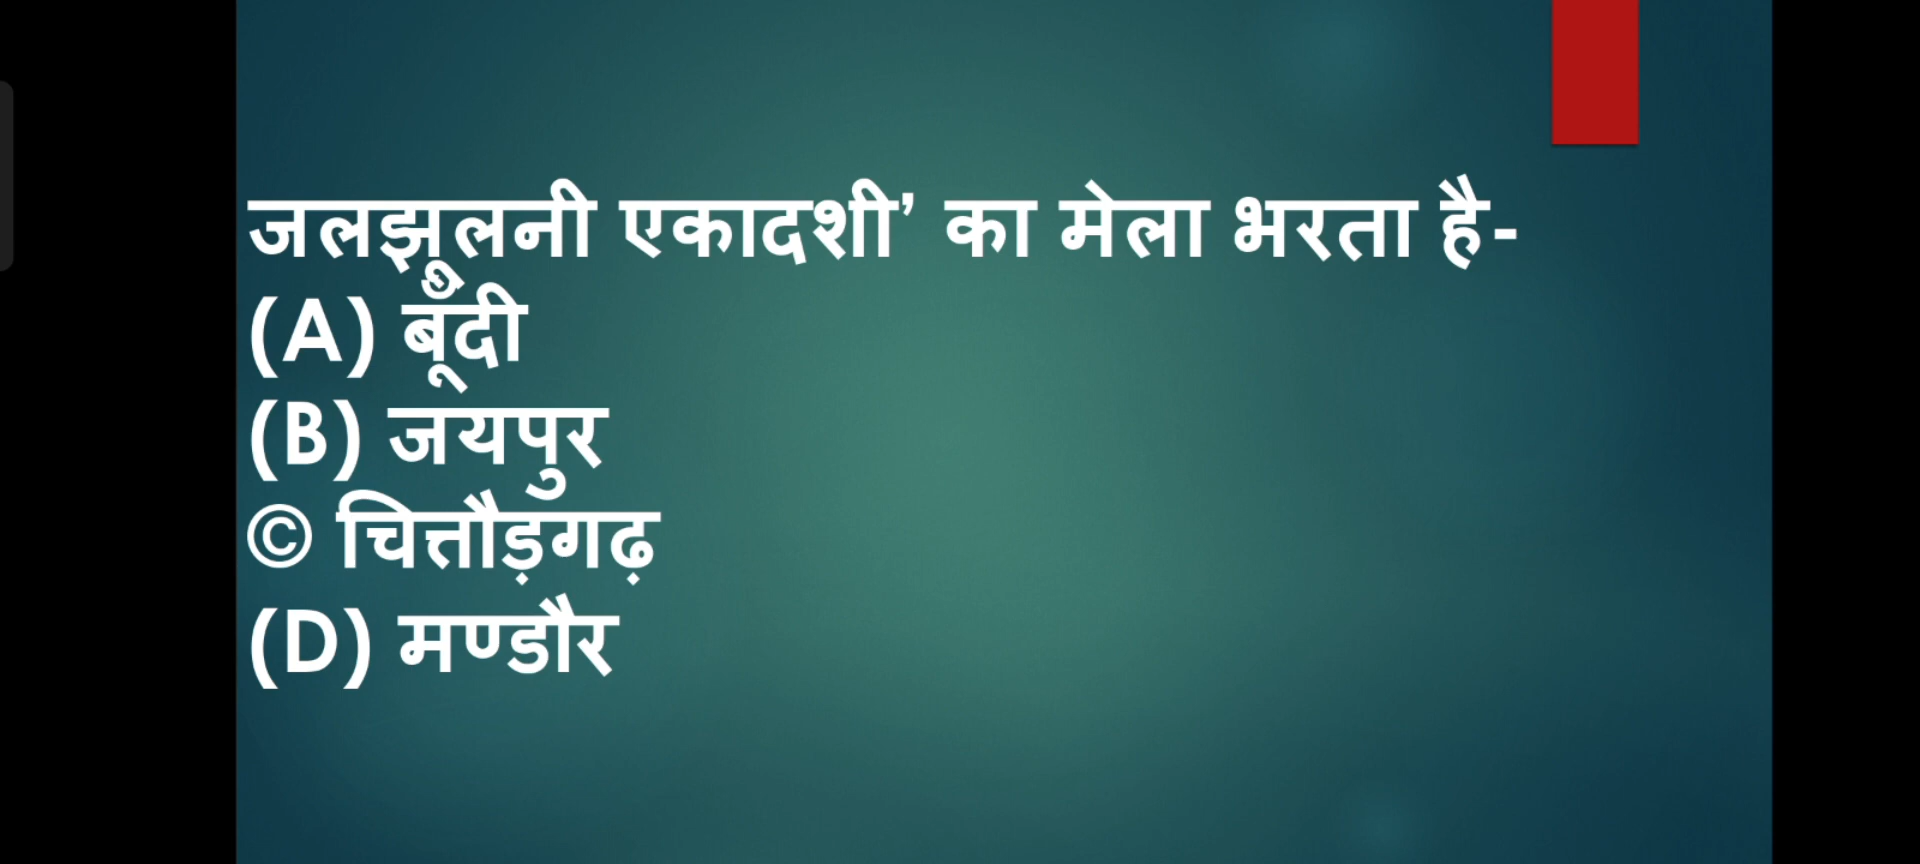 जलझुलनी एकादशी’ का मेला भरता है-
(A) बूँदी
(B) जयपुर
© चित्तौड़गढ़
(D) मण्डौर